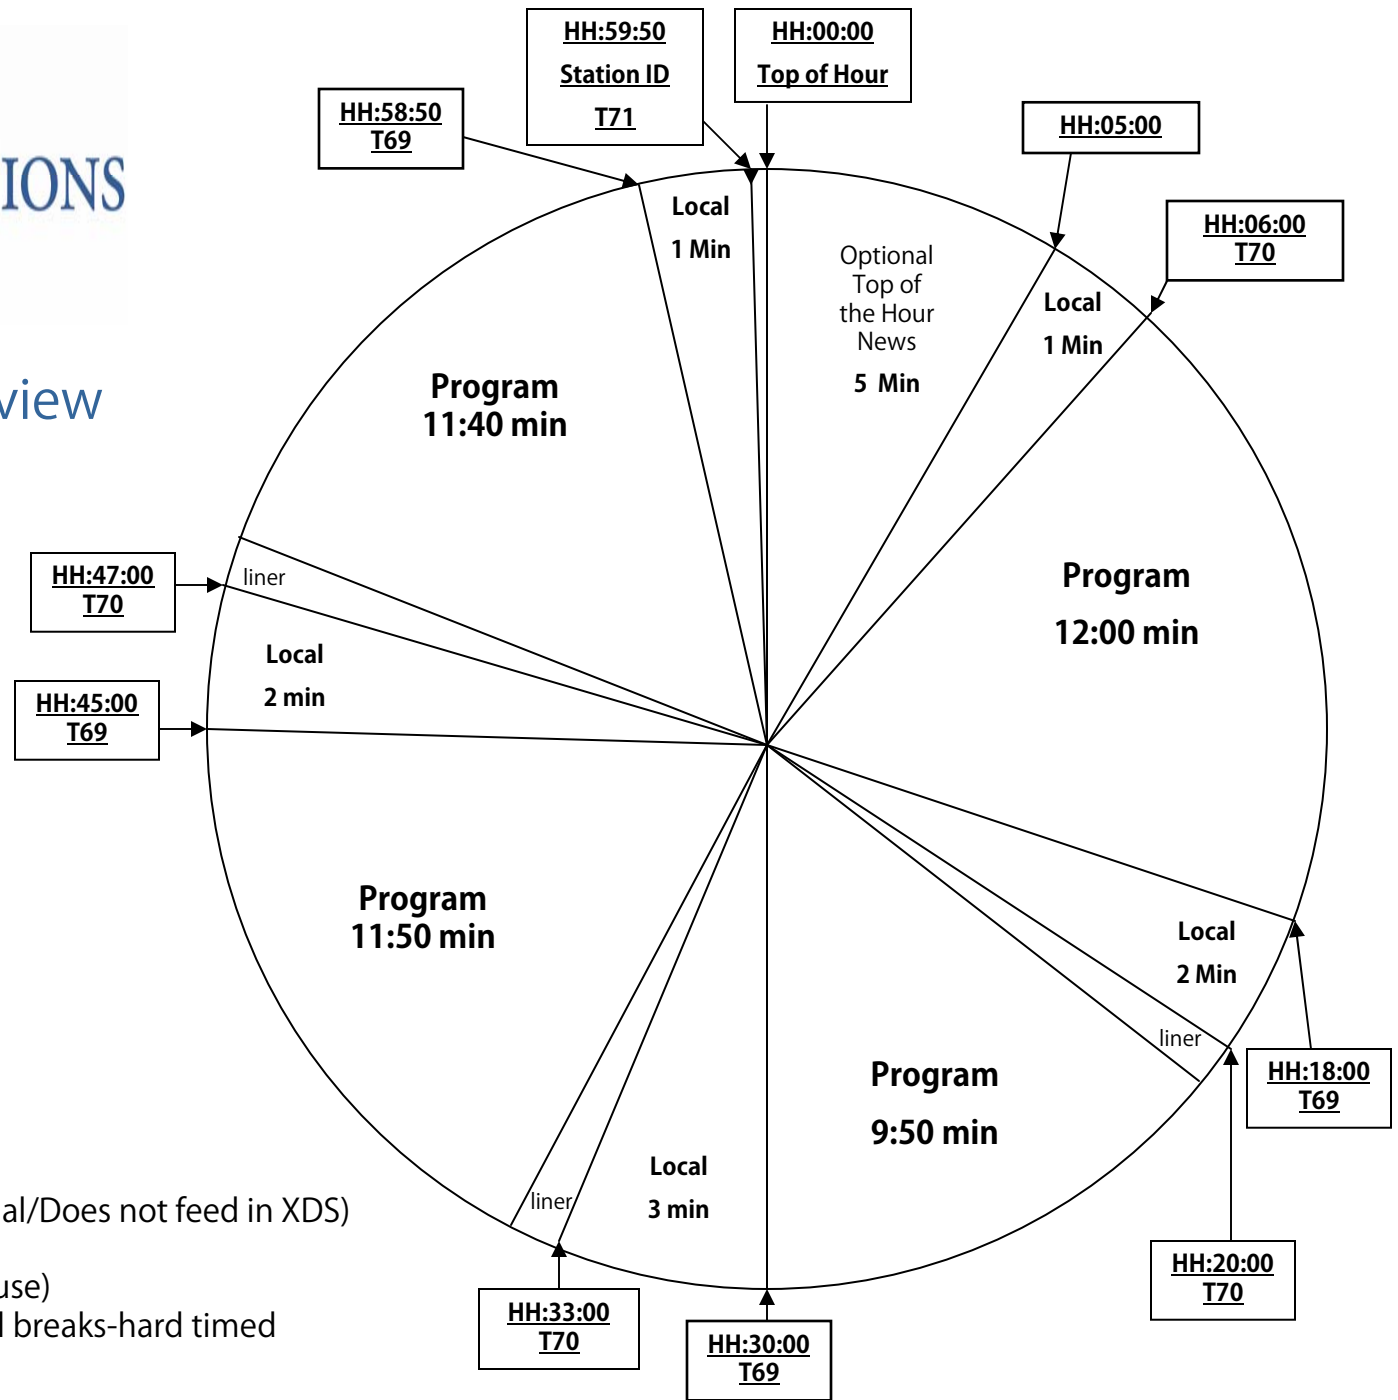 HH:59:50
Station ID
T71
HH:00:00
Top of Hour
HH:58:50
T69
HH:05:00
HH:06:00
T70
IONS
view
Local
1 Min
Optional
Top of
the Hour
News
5 Min
Local
1 Min
Program
11:40 min
Program
12:00 min
HH:47:00
T70
liner
Local
2 min
HH:45:00
T69
Program
11:50 min
Local
2 Min
liner
HH:18:00
T69
Program
9:50 min
Local
3 min
liner
HH:20:00
T70
HH:33:00
T70
HH:30:00
T69
al/Does not feed in XDS)
use)
l breaks-hard timed